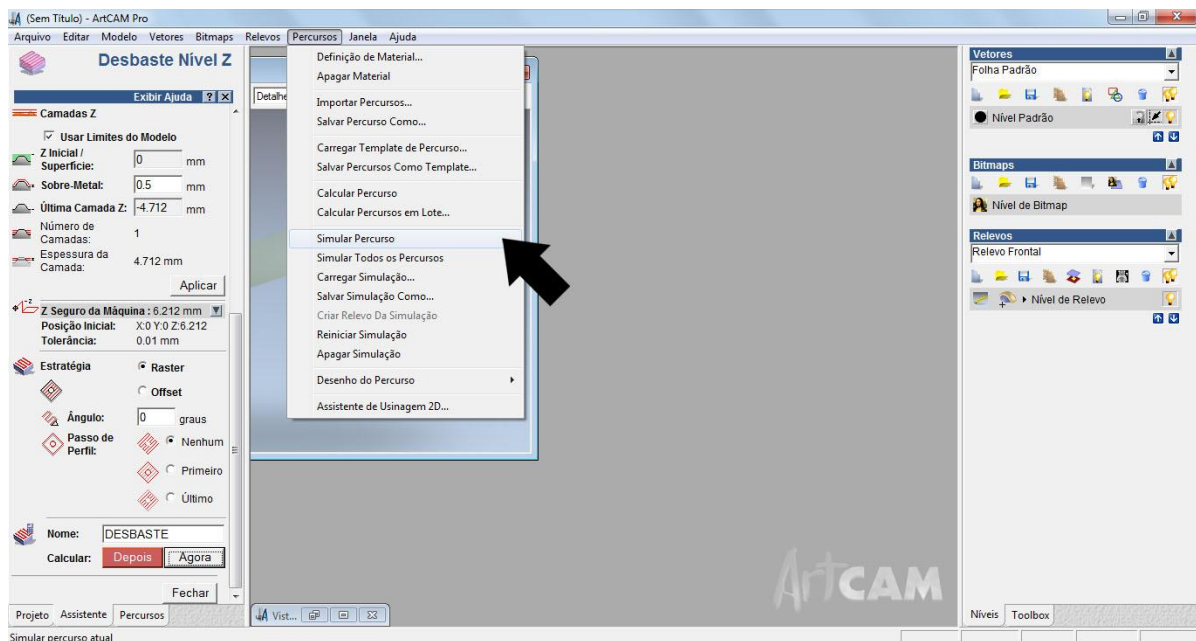 (Sem Título) - ArtCAM Pro
Arquivo Editar Modelo Vetores Bitmaps Relevos Percursos Janela Ajuda
Desbaste Nível Z
Exibir Ajuda ? X
Camadas Z
Usar Limites do Modelo
Z Inicial /
Superfície: 0 mm
Sobre-Metal: 0.5 mm
Última Camada Z: -4.712 mm
Número de
Camadas: 1
Espessura da
Camada: 4.712 mm
Aplicar
Z Seguro da Máquina : 6.212 mm
Posição Inicial: X:0 Y:0 Z:6.212
Tolerância: 0.01 mm
Estratégia Raster
Offset
Ângulo: 0 graus
Passo de
Perfil: Nenhum
Primeiro
Último
Nome: DESBASTE
Calcular: Depois Agora
Fechar
Projeto Assistente Percursos
Simular percurso atual
Detalhe
Definição de Material...
Apagar Material
Importar Percursos...
Salvar Percurso Como...
Carregar Template de Percurso...
Salvar Percursos Como Template...
Calcular Percurso
Calcular Percursos em Lote...
Simular Percurso
Simular Todos os Percursos
Carregar Simulação...
Salvar Simulação Como...
Criar Relevo Da Simulação
Reiniciar Simulação
Apagar Simulação
Desenho do Percurso
Assistente de Usinagem 2D...
Vist...
ArtCAM
Vetores
Folha Padrão
Nível Padrão
Bitmaps
Nível de Bitmap
Relevos
Relevo Frontal
Nível de Relevo
Níveis Toolbox